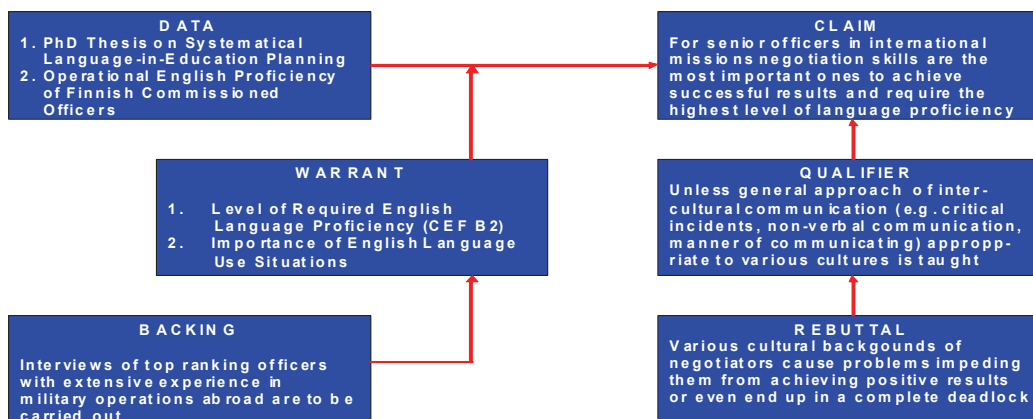 DATA
1. PhD Thesis on Systematical
Language-in-Education Planning
2. Operational English Proficiency
of Finnish Commissioned
Officers
CLAIM
For senior officers in international
missions negotiation skills are the
most important ones to achieve
successful results and require the
highest level of language proficiency
WARRANT
1. Level of Required English
Language Proficiency (CEF B2)
2. Importance of English Language
Use Situations
QUALIFIER
Unless general approach of inter-
cultural communication (e.g. critical
incidents, non-verbal communication,
manner of communicating) appropp-
riate to various cultures is taught
BACKING
Interviews of top ranking officers
with extensive experience in
military operations abroad are to be
carried out
REBUTTAL
Various cultural backgounds of
negotiators cause problems impeding
them from achieving positive results
or even end up in a complete deadlock